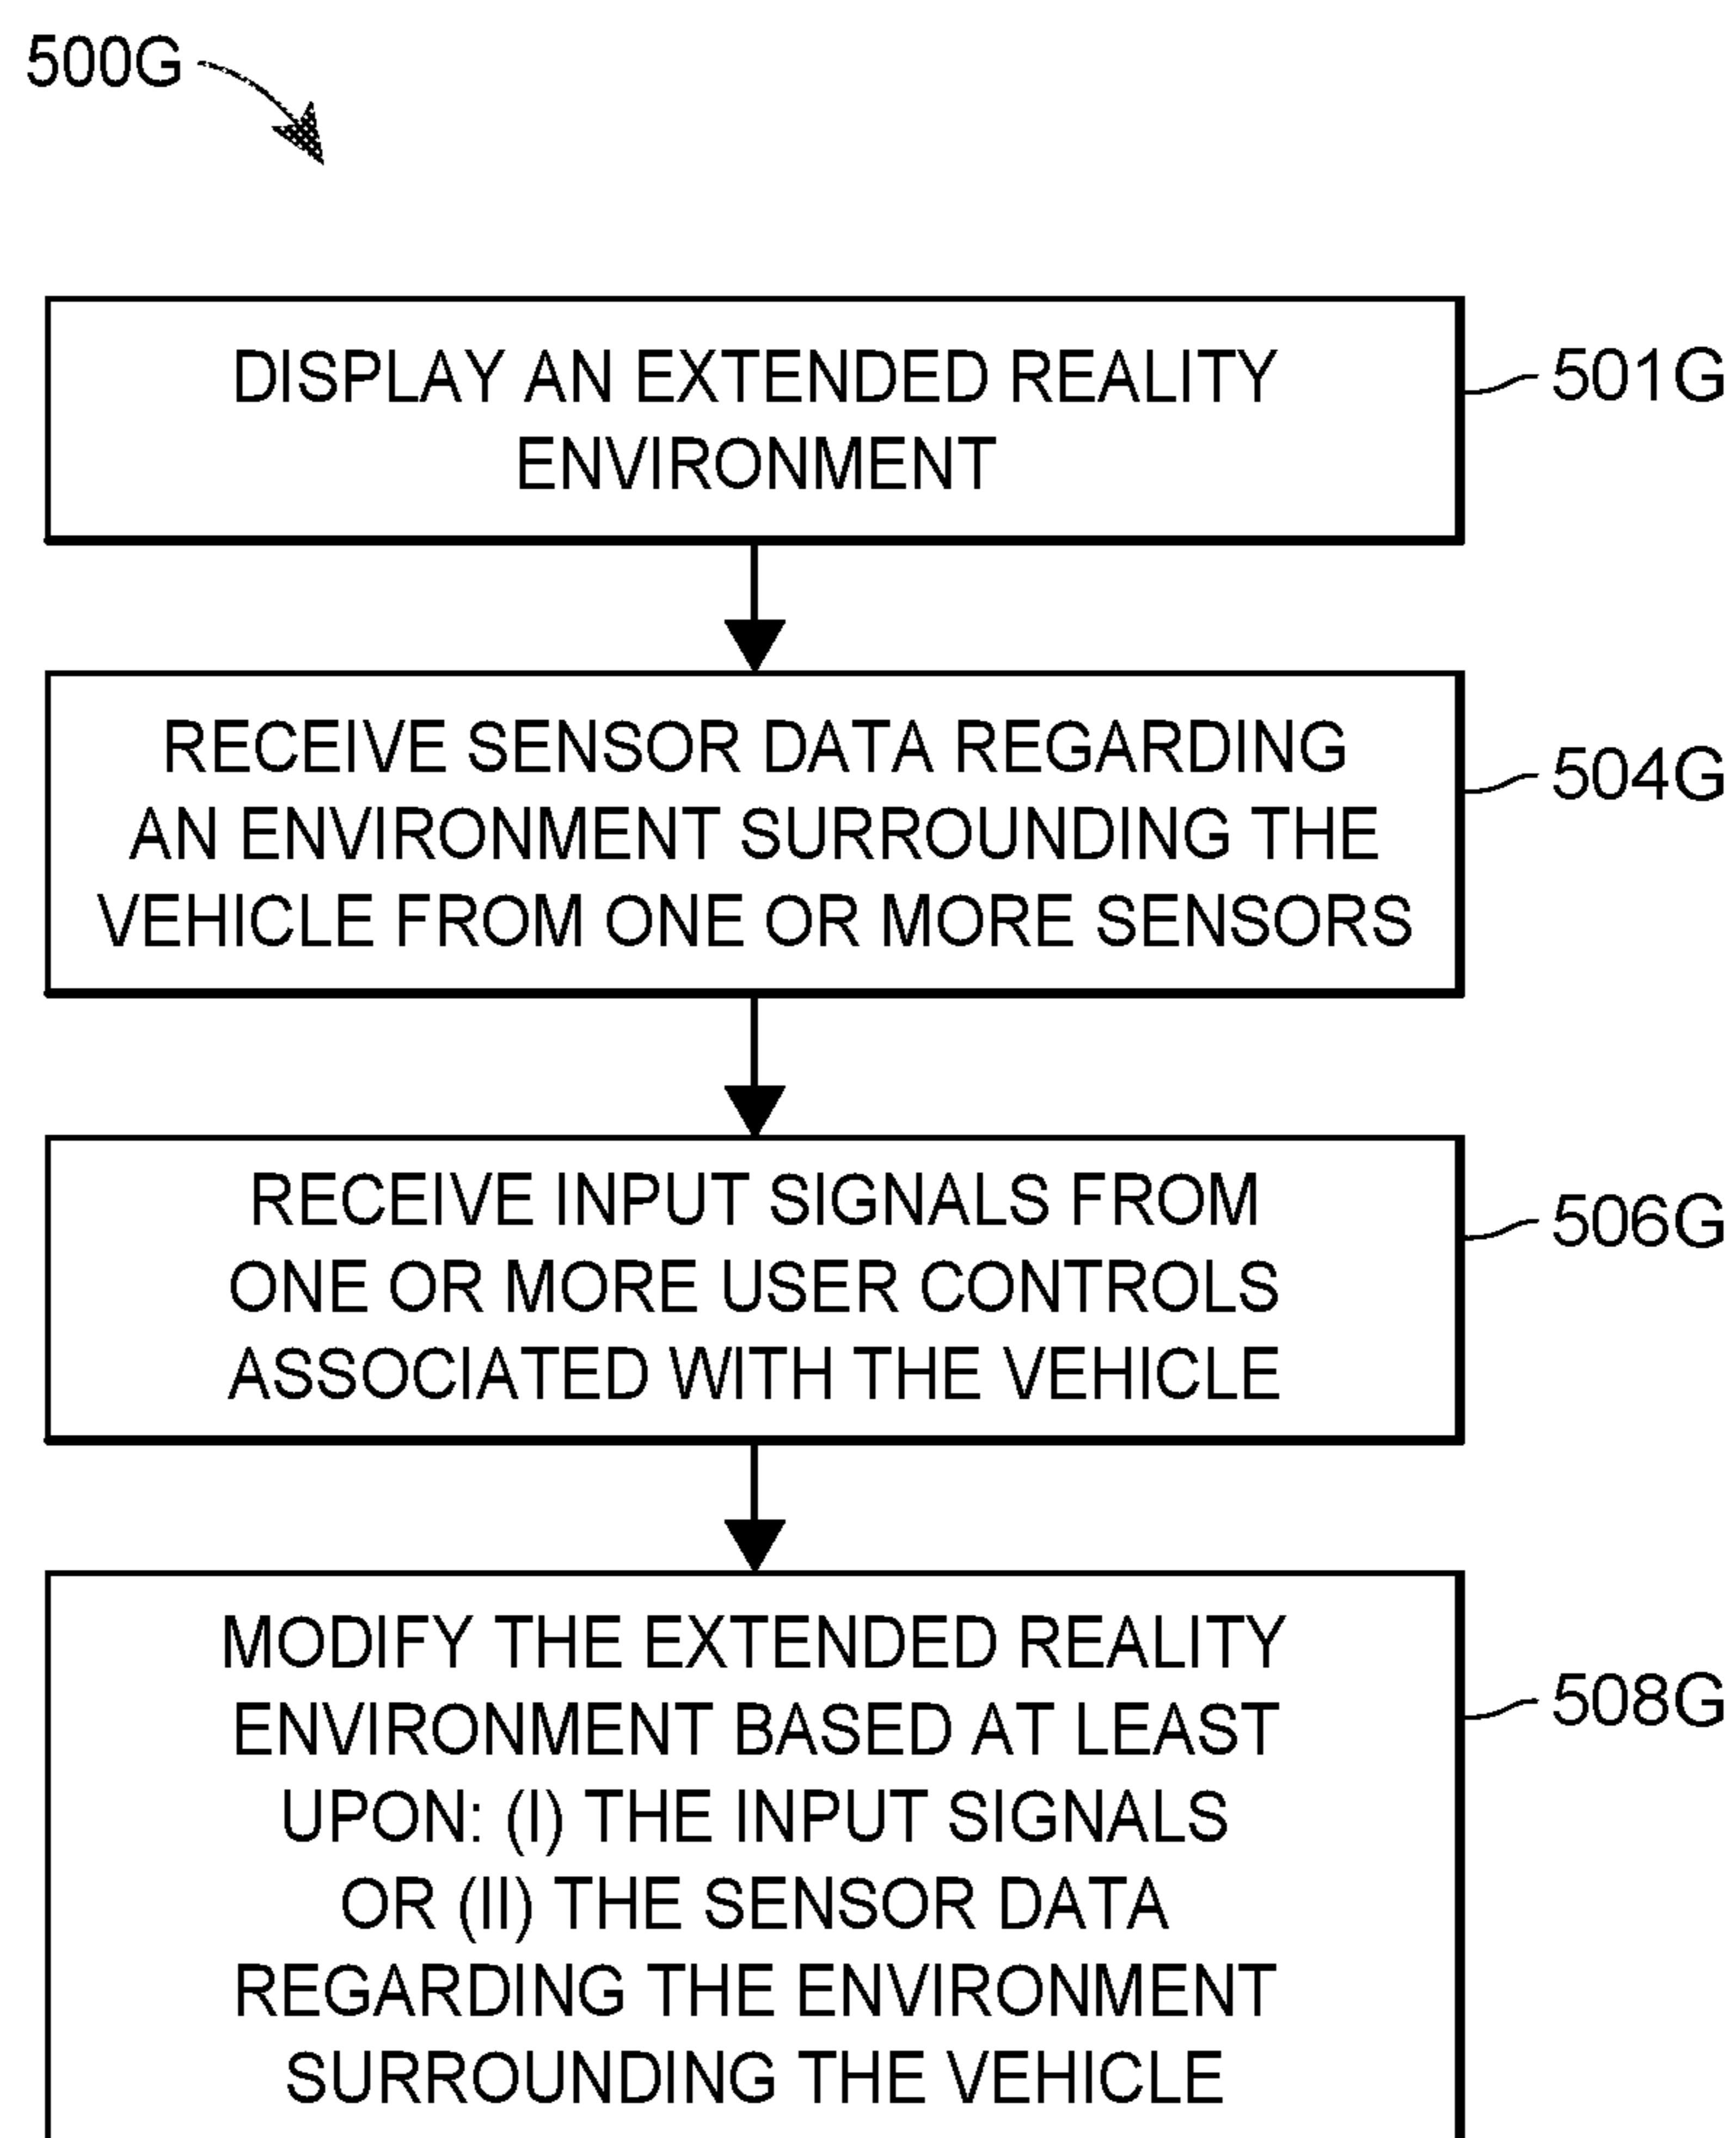 500G
DISPLAY AN EXTENDED REALITY
ENVIRONMENT
501G
RECEIVE SENSOR DATA REGARDING
AN ENVIRONMENT SURROUNDING THE
VEHICLE FROM ONE OR MORE SENSORS
504G
RECEIVE INPUT SIGNALS FROM
ONE OR MORE USER CONTROLS
ASSOCIATED WITH THE VEHICLE
506G
MODIFY THE EXTENDED REALITY
ENVIRONMENT BASED AT LEAST
UPON: (I) THE INPUT SIGNALS
OR (II) THE SENSOR DATA
REGARDING THE ENVIRONMENT
SURROUNDING THE VEHICLE
508G